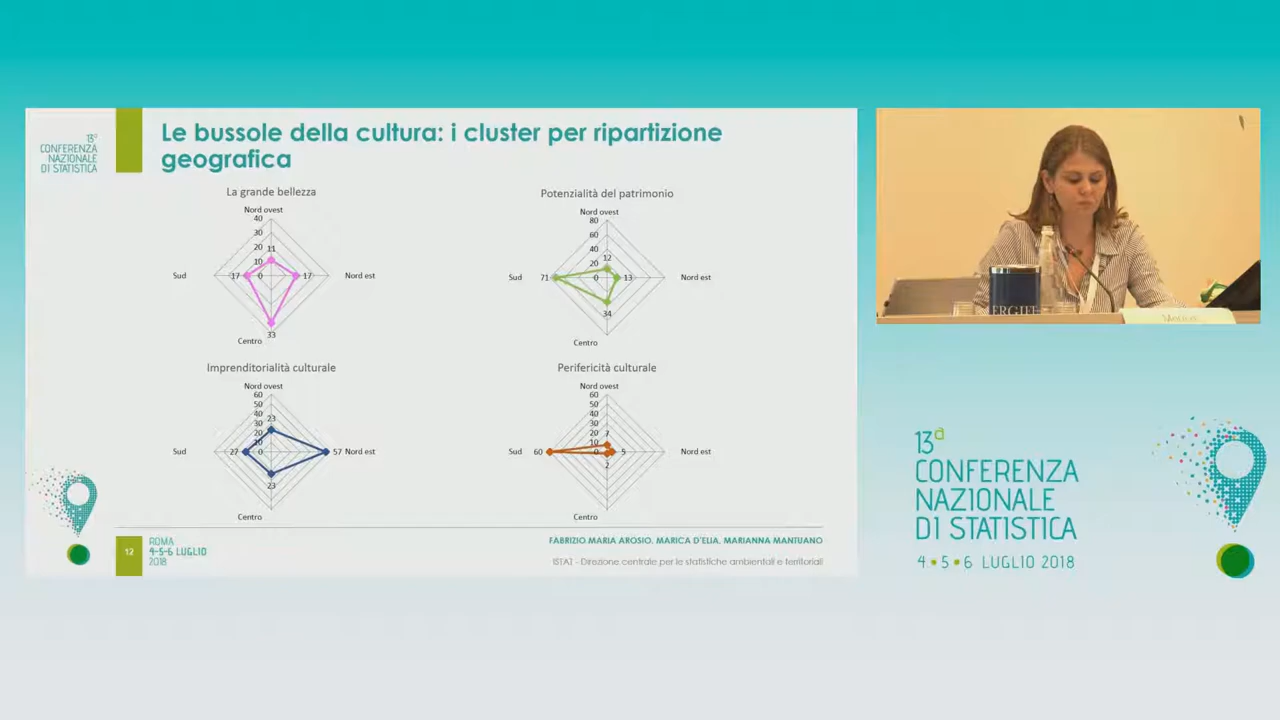 13ª
CONFERENZA
NAZIONALE
DI STATISTICA
Le bussole della cultura: i cluster per ripartizione
geografica
La grande bellezza
Nord ovest
40
30
20
10
0
11
17
33
17
Nord est
Centro
Sud
Potenzialità del patrimonio
Nord ovest
80
60
40
20
0
12
13
34
71
Nord est
Centro
Sud
Imprenditorialità culturale
Nord ovest
60
50
40
30
20
10
0
23
57
23
27
Nord est
Centro
Sud
Perifericità culturale
Nord ovest
60
50
40
30
20
10
0
7
5
2
60
Nord est
Centro
Sud
12
ROMA
4-5-6 LUGLIO
2018
FABRIZIO MARIA AROSIO, MARICA D'ELIA, MARIANNA MANTUANO
ISTAT - Direzione centrale per le statistiche ambientali e territoriali
13ª
CONFERENZA
NAZIONALE
DI STATISTICA
4•5•6 LUGLIO 2018